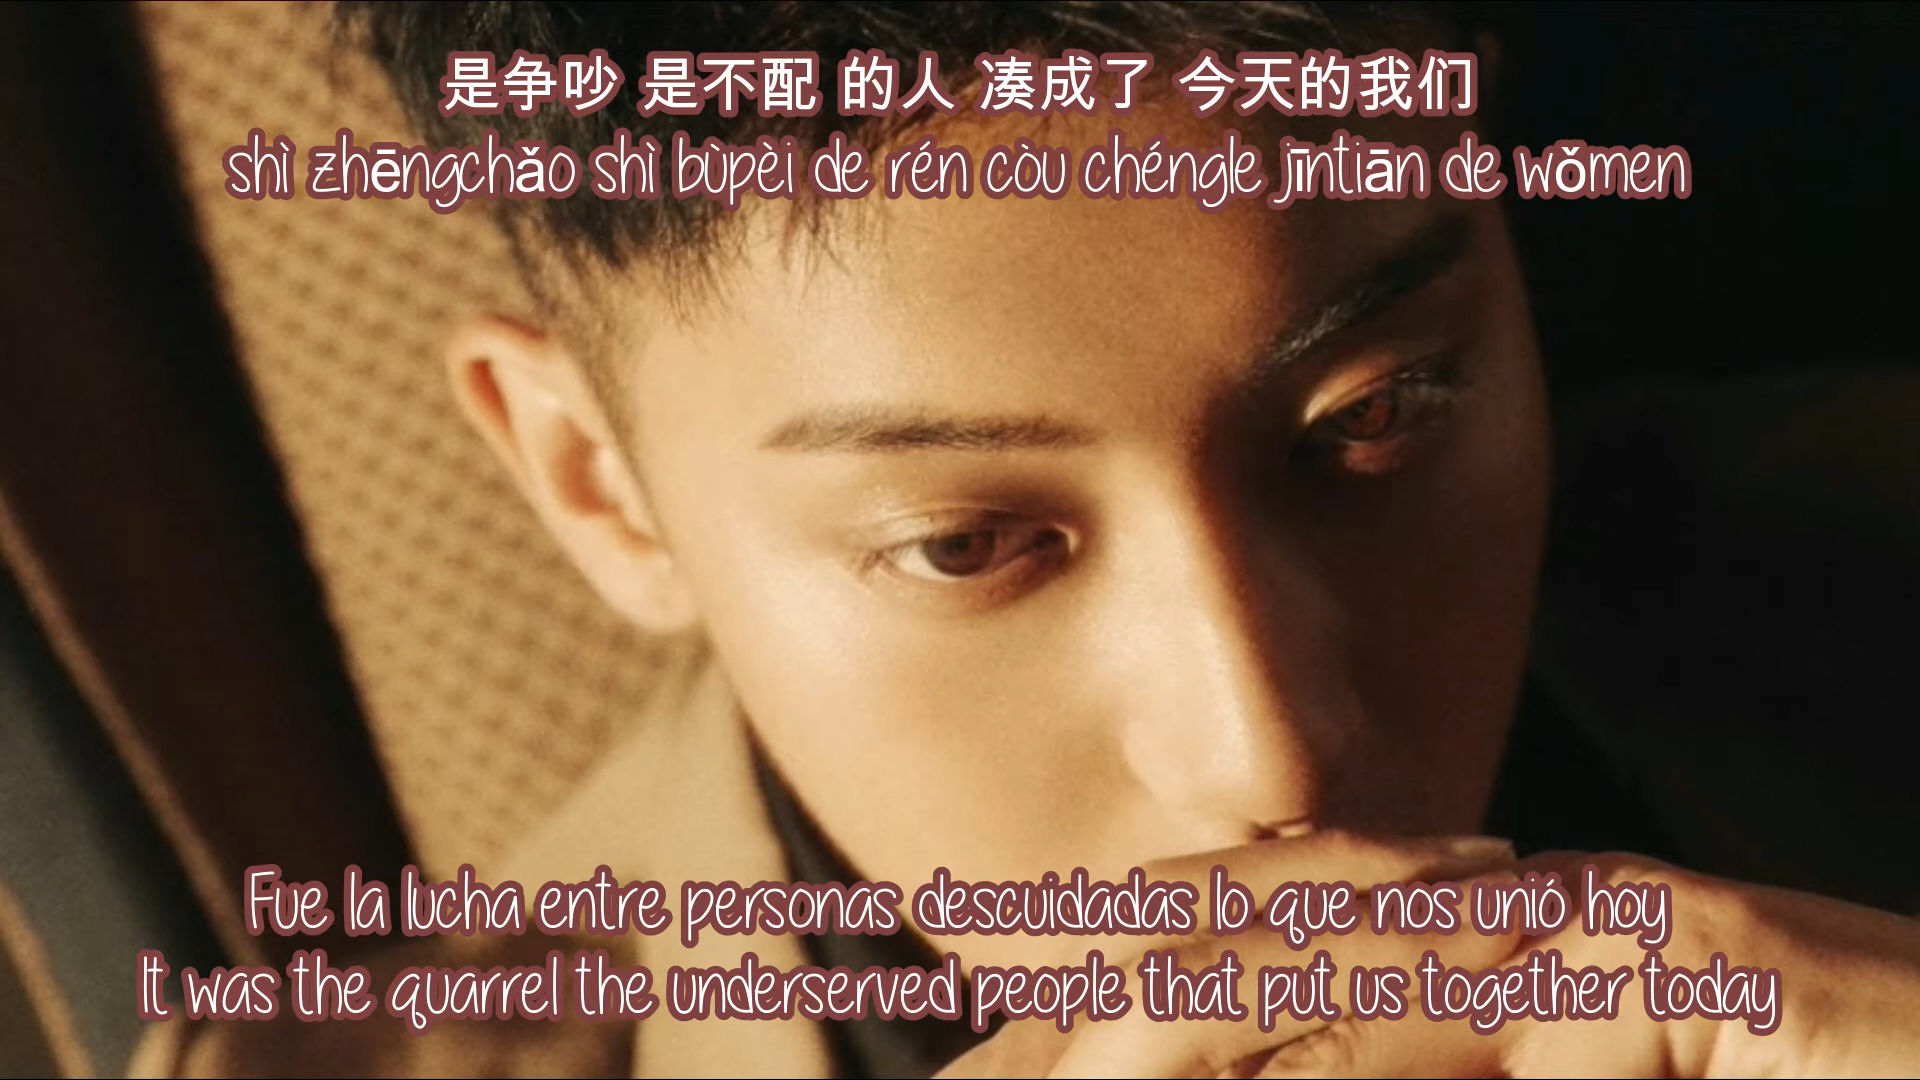 是争吵 是不配 的人 凑成了 今天的我们
shì zhēngchǎo shì bùpèi de rén còu chéngle jīntiān de wǒmen
Fue la lucha entre personas descuidadas lo que nos unió hoy
It was the quarrel the underserved people that put us together today